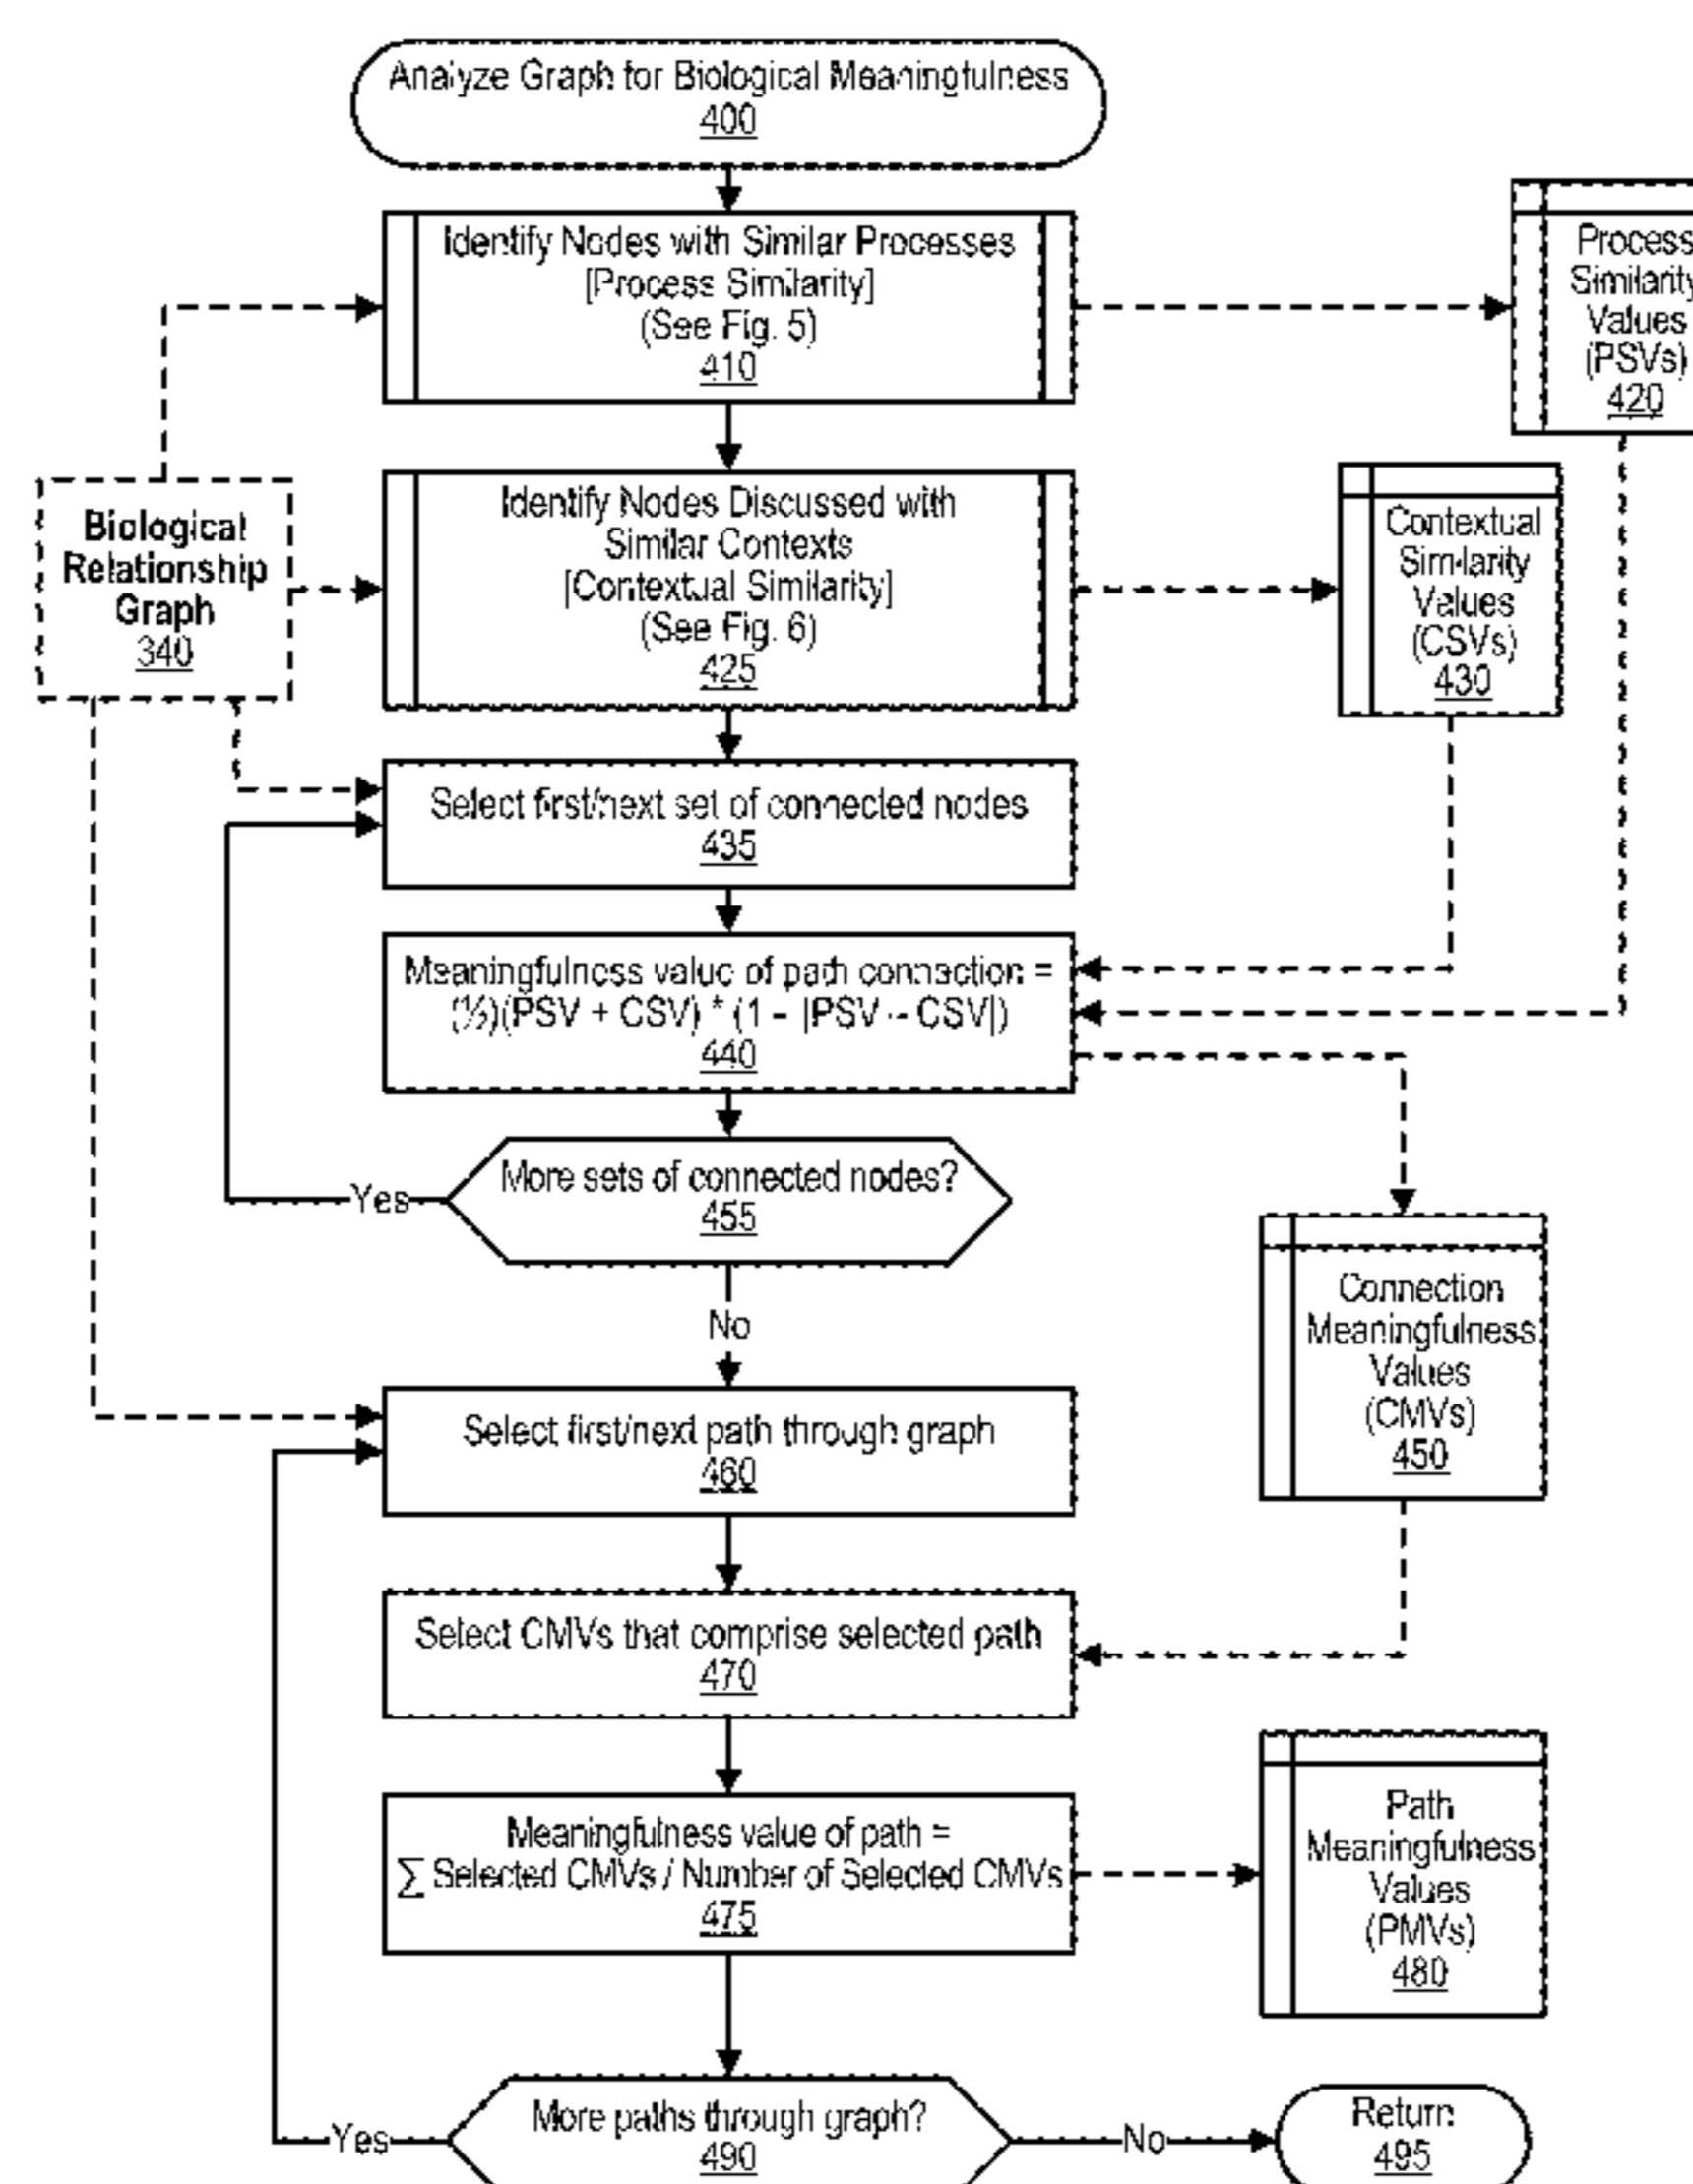 Analyze Graph for Biological Meaningfulness
400
Identify Nodes with Similar Processes
[Process Similarity]
(See Fig. 5)
410
Process
Similarity
Values
(PSVs)
420
Biological
Relationship
Graph
340
Identify Nodes Discussed with
Similar Contexts
[Contextual Similarity]
(See Fig. 6)
425
Contextual
Similarity
Values
(CSVs)
430
Select first/next set of connected nodes
435
Meaningfulness value of path connection =
(½)(PSV + CSV) * (1 - |PSV - CSV|)
440
More sets of connected nodes?
455
Yes
No
Connection
Meaningfulness
Values
(CMVs)
450
Select first/next path through graph
460
Select CMVs that comprise selected path
470
Meaningfulness value of path =
∑ Selected CMVs / Number of Selected CMVs
475
Path
Meaningfulness
Values
(PMVs)
480
More paths through graph?
490
Yes
No
Return
495